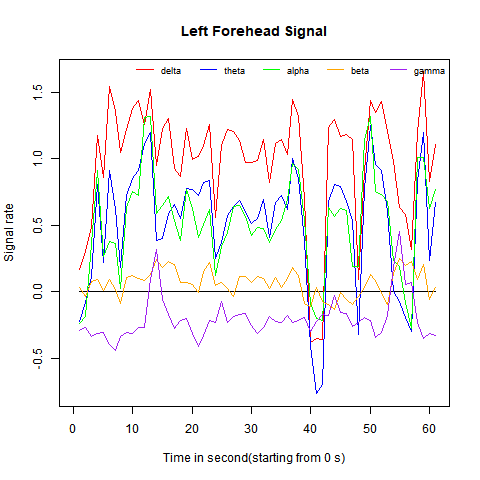 Left Forehead Signal
delta theta alpha beta gamma
1.5
1.0
0.5
0.0
-0.5
Signal rate
0 10 20 30 40 50 60
Time in second(starting from 0 s)